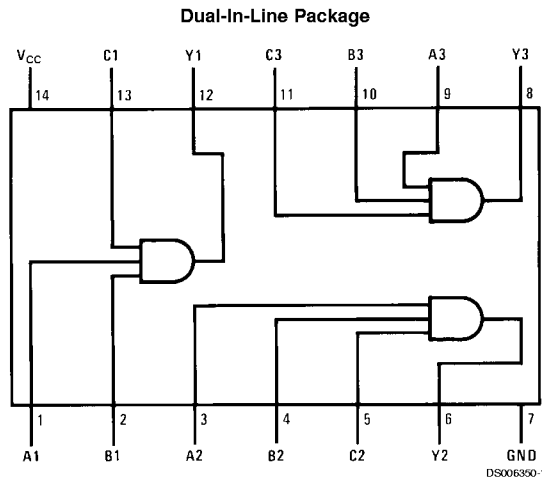 Dual-In-Line Package
VCC C1 Y1 C3 B3 A3 Y3
14 13 12 11 10 9 8
1 2 3 4 5 6 7
A1 B1 A2 B2 C2 Y2 GND
DS006350-